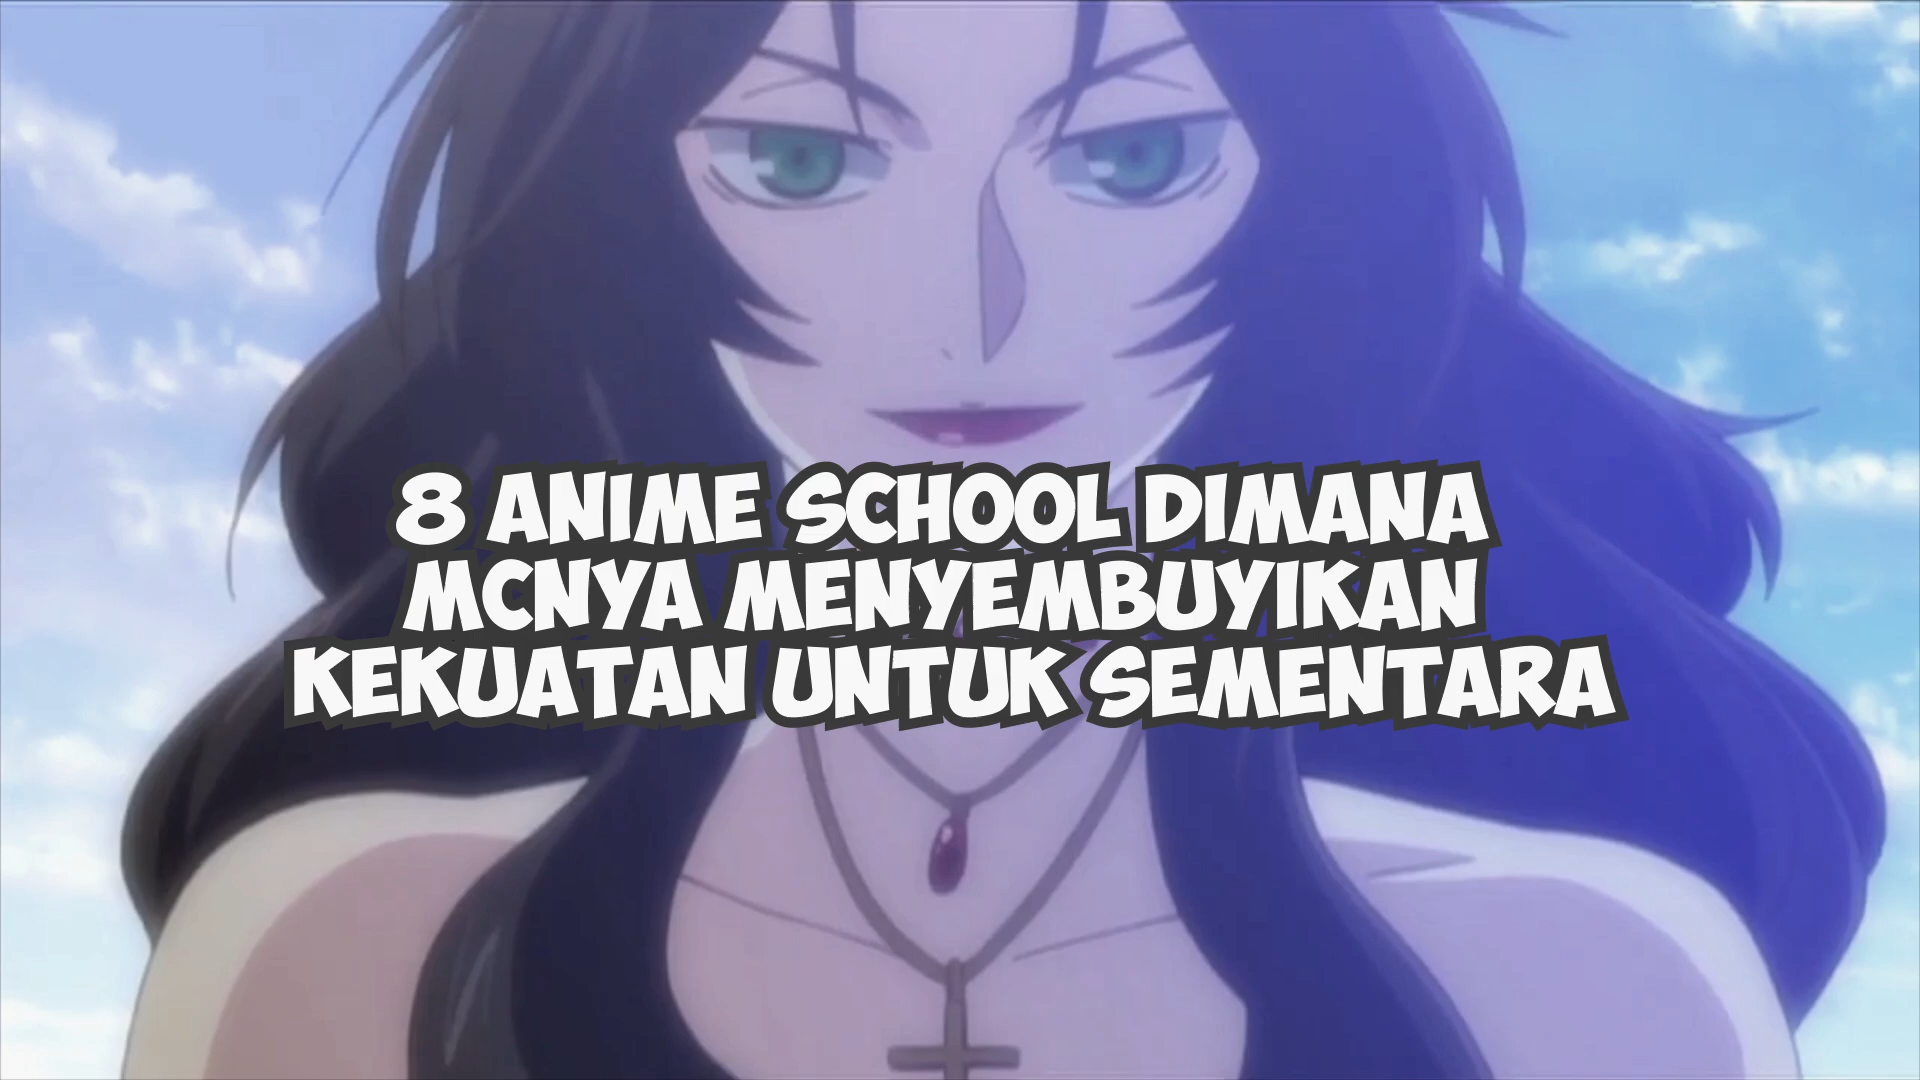 8 ANIME SCHOOL DIMANA
MCNYA MENYEMBUYIKAN
KEKUATAN UNTUK SEMENTARA